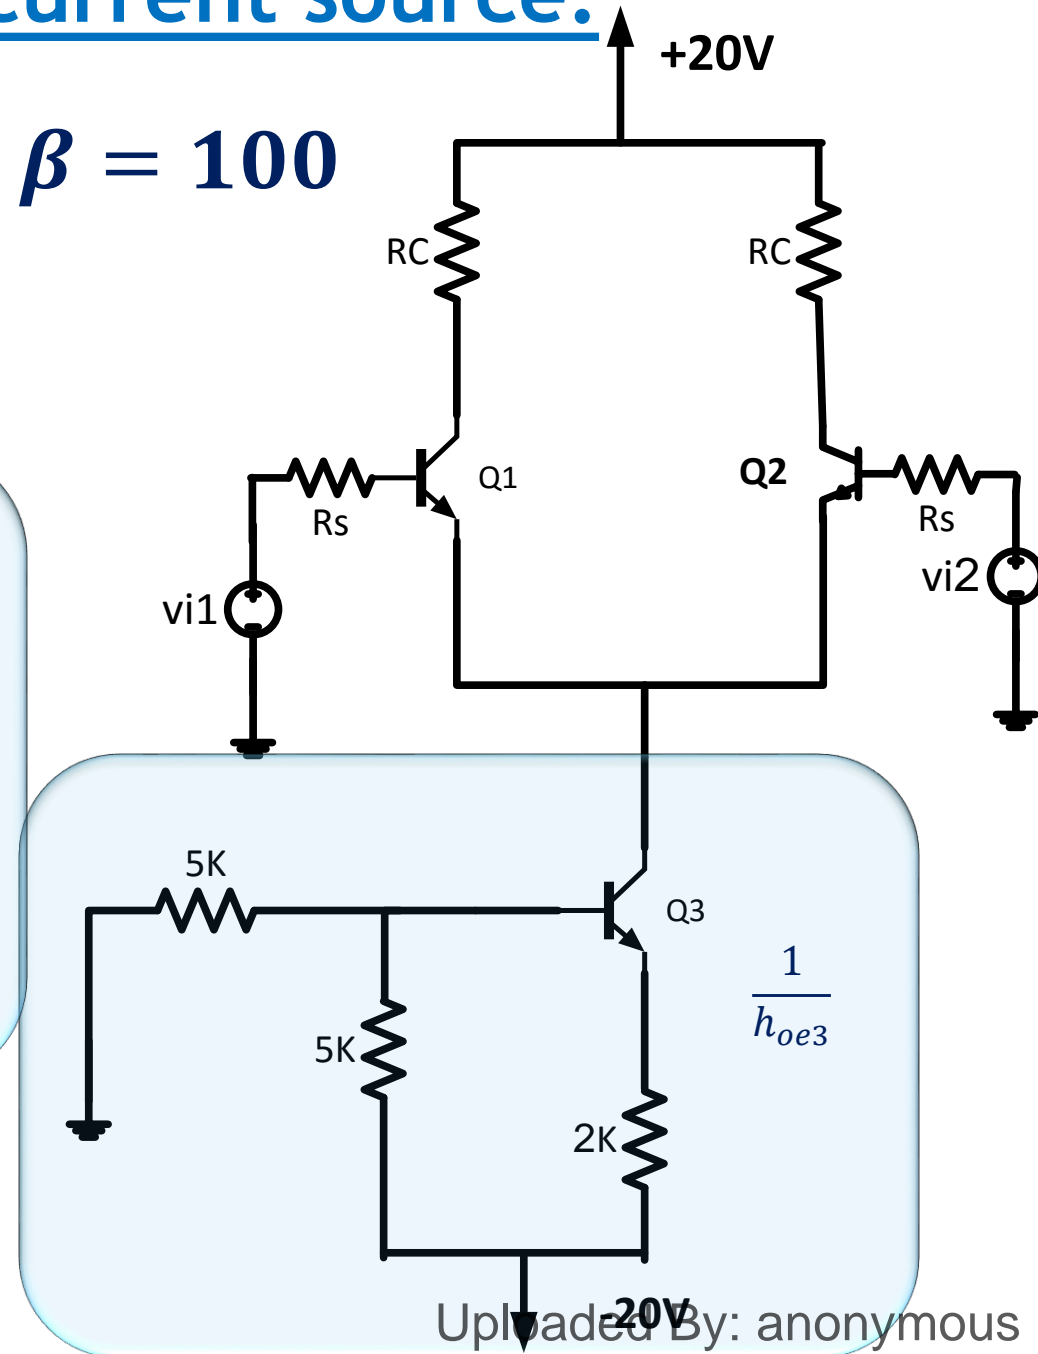 current source.
+20V
β = 100
RC
RC
Q1
Q2
Rs
Rs
vi1
vi2
5K
Q3
1
hoe3
5K
2K
-20V
Uploaded By: anonymous